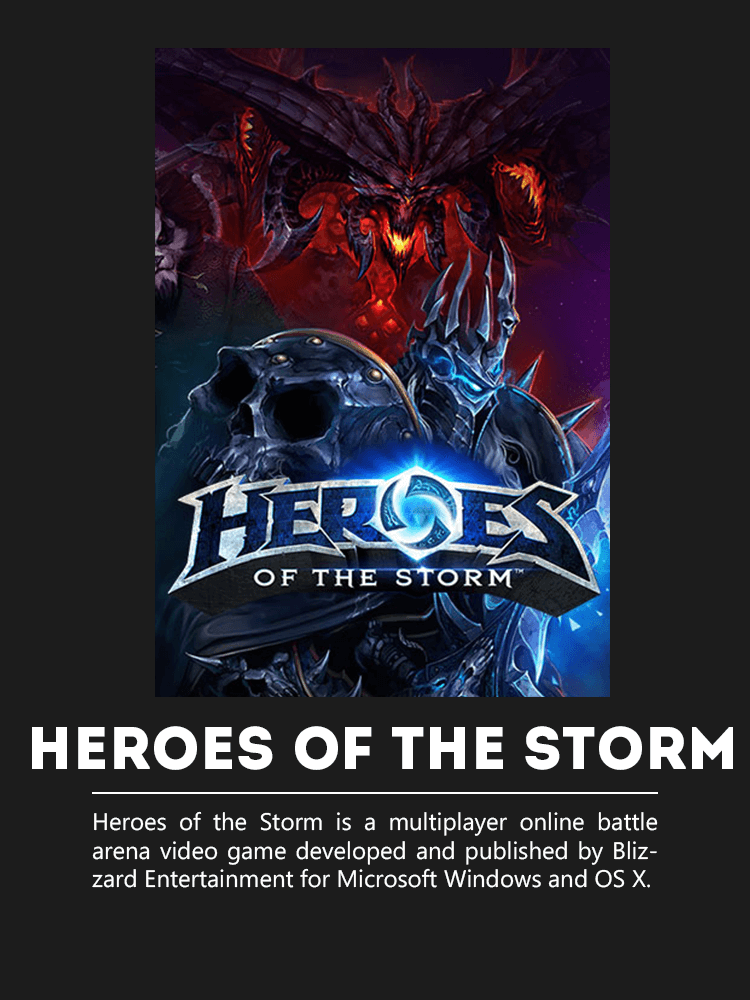 HEROES
OF THE STORM™
HEROES OF THE STORM
Heroes of the Storm is a multiplayer online battle
arena video game developed and published by Bliz-
zard Entertainment for Microsoft Windows and OS X.